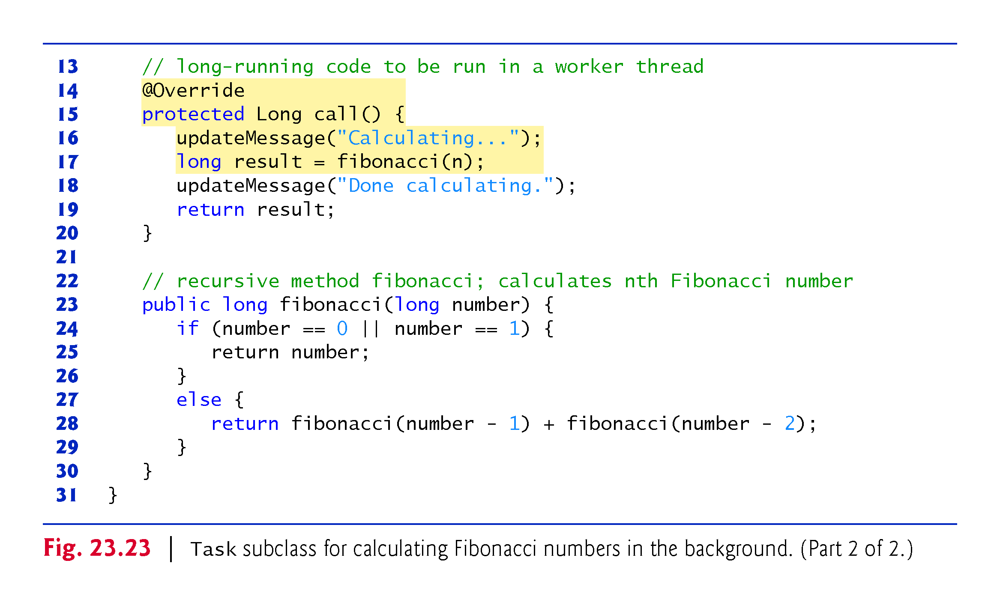 13 // long-running code to be run in a worker thread
14 @Override
15 protected Long call() {
16 updateMessage("Calculating...");
17 long result = fibonacci(n);
18 updateMessage("Done calculating.");
19 return result;
20 }
21
22 // recursive method fibonacci; calculates nth Fibonacci number
23 public long fibonacci(long number) {
24 if (number == 0 || number == 1) {
25 return number;
26 }
27 else {
28 return fibonacci(number - 1) + fibonacci(number - 2);
29 }
30 }
31 }
Fig. 23.23 | Task subclass for calculating Fibonacci numbers in the background. (Part 2 of 2.)